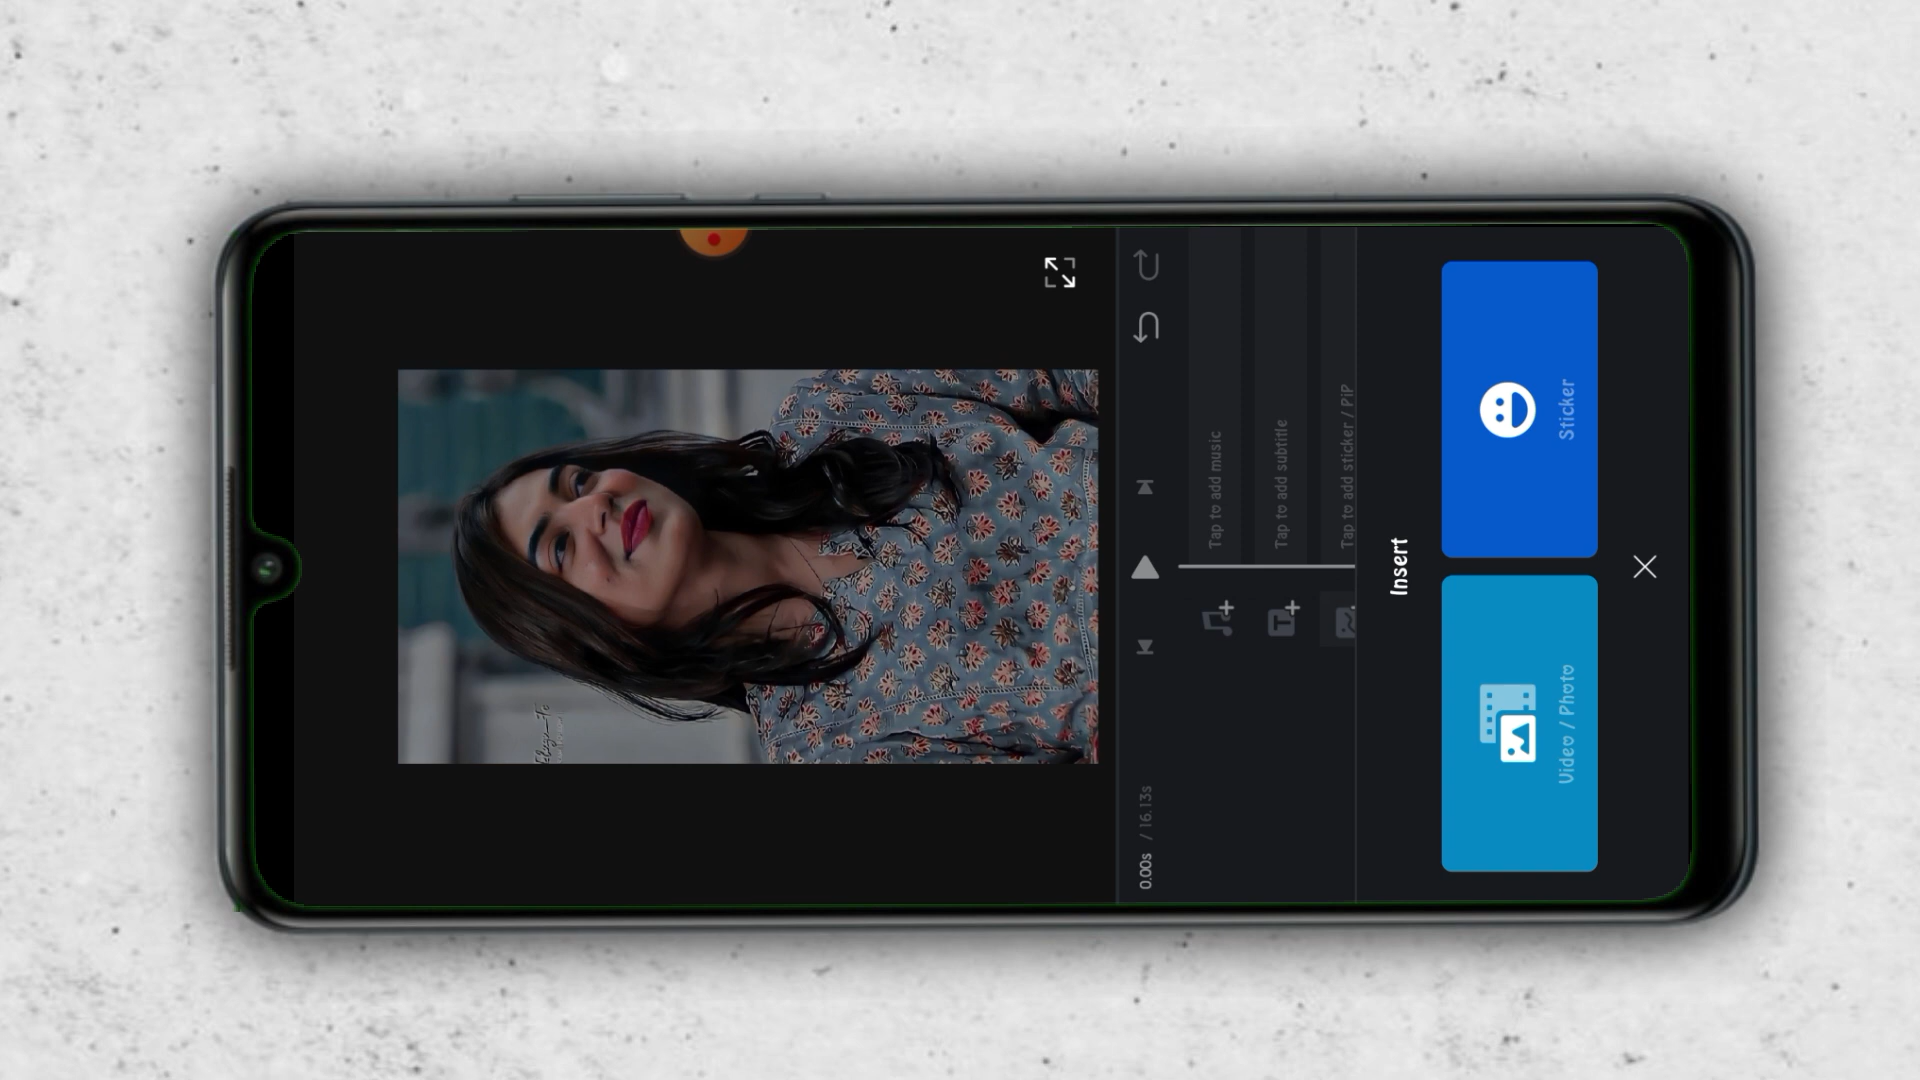 0.00s / 16.13s
Tap to add music
Tap to add subtitle
Tap to add sticker / PiP
Insert
Video / Photo
Sticker